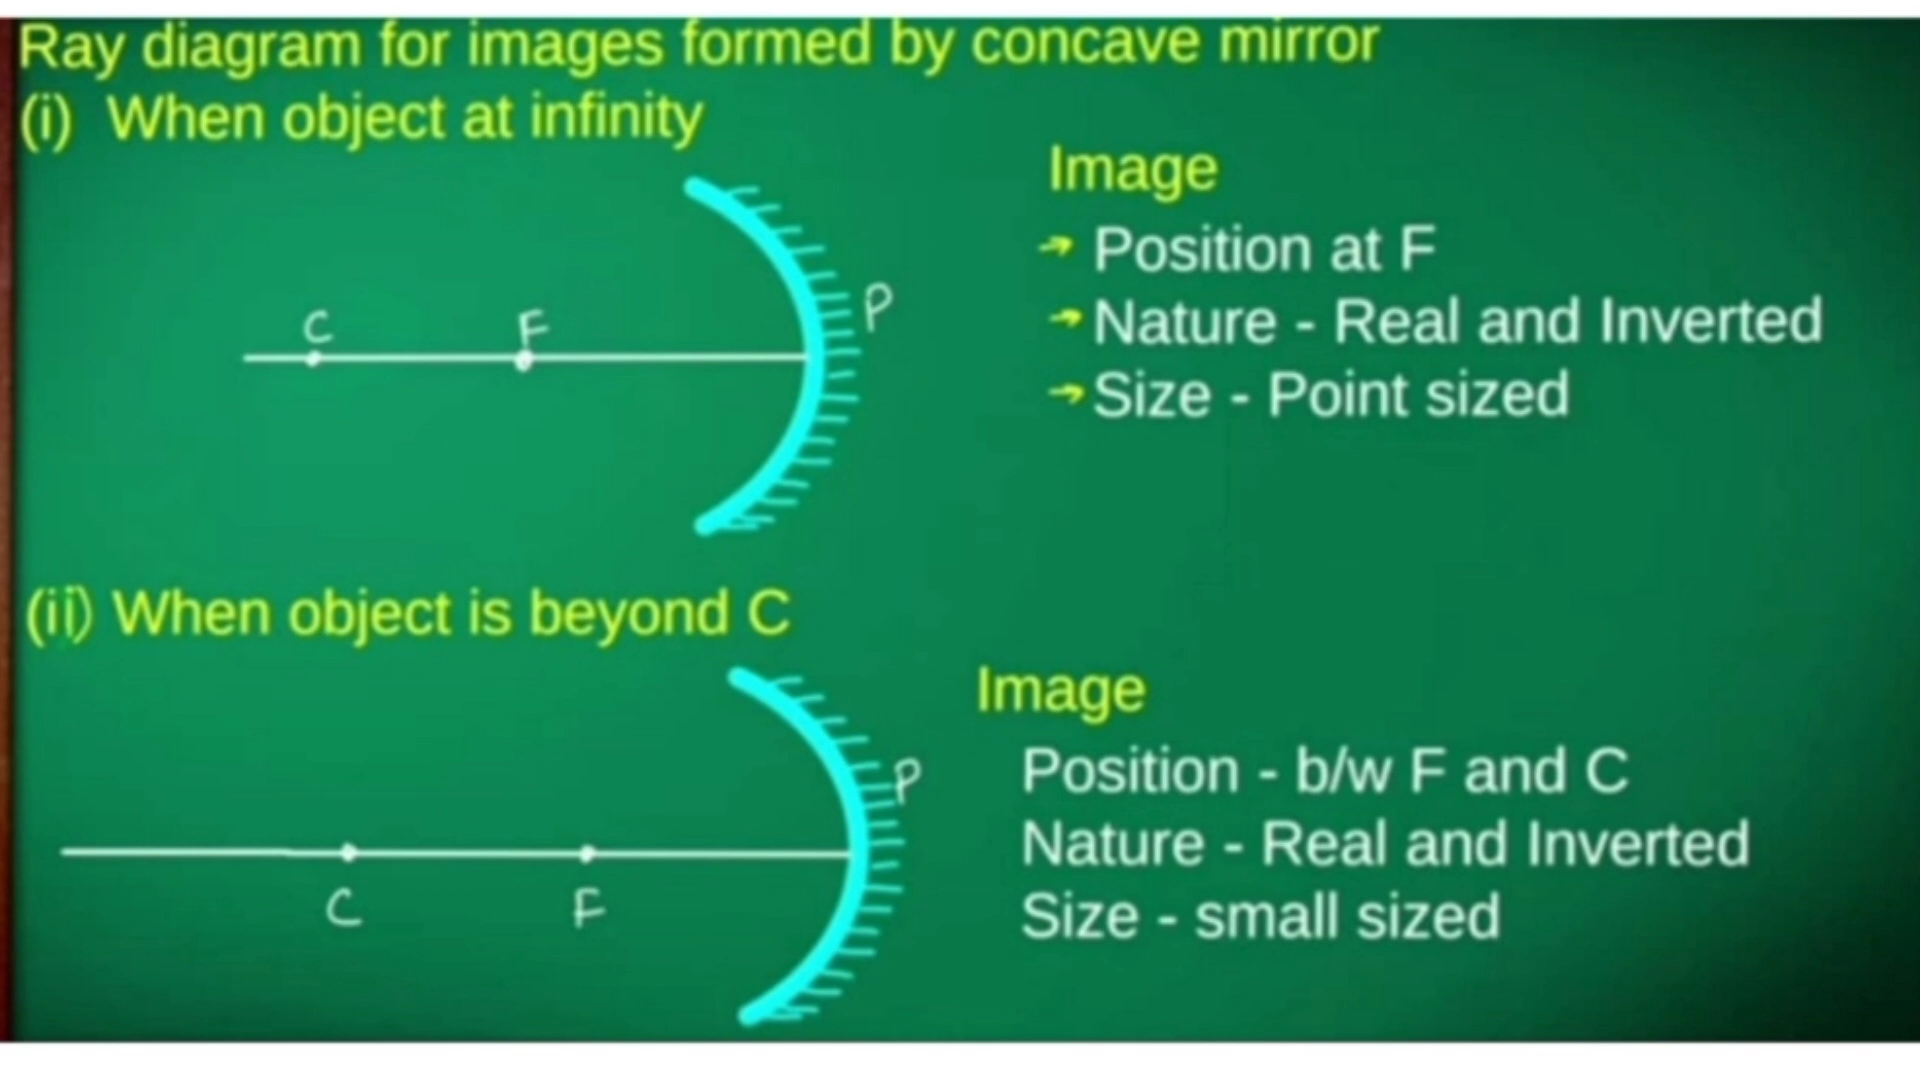 Ray diagram for images formed by concave mirror
(i) When object at infinity
C F P
Image
→ Position at F
→ Nature - Real and Inverted
→ Size - Point sized
(ii) When object is beyond C
C F P
Image
Position - b/w F and C
Nature - Real and Inverted
Size - small sized